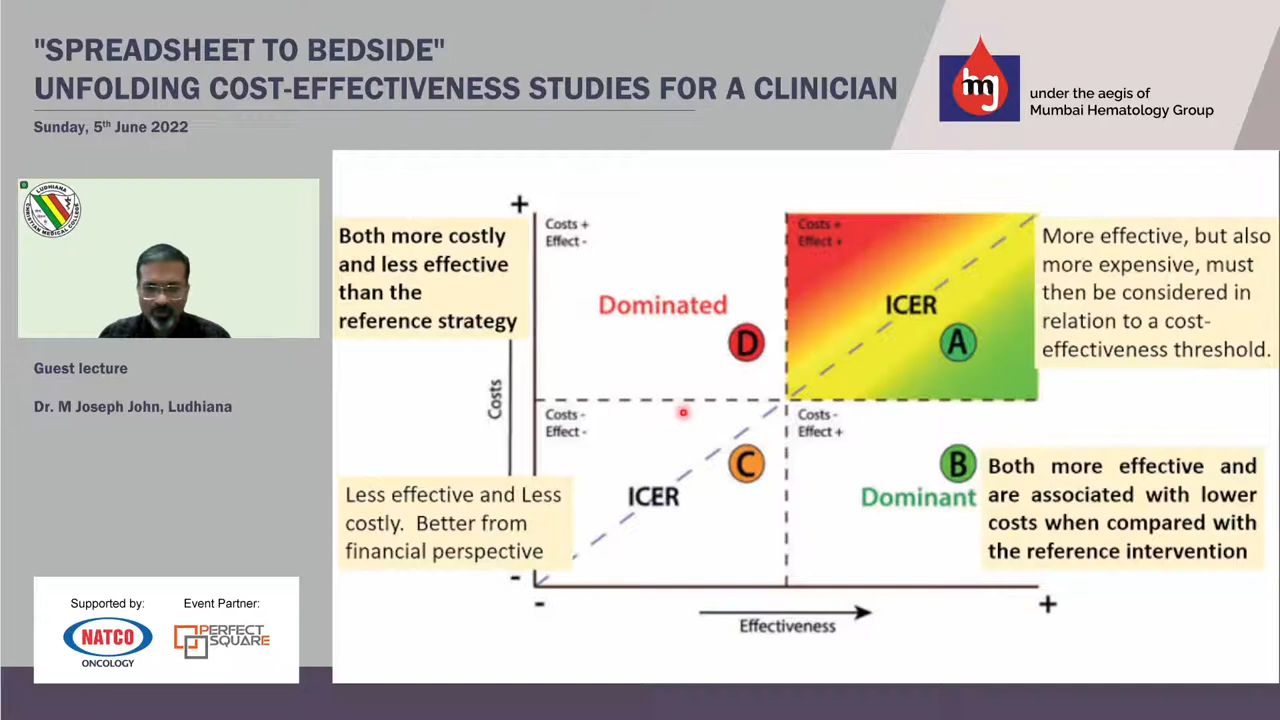 "SPREADSHEET TO BEDSIDE"
UNFOLDING COST-EFFECTIVENESS STUDIES FOR A CLINICIAN
Sunday, 5th June 2022
hmg
under the aegis of
Mumbai Hematology Group
LUDHIANA
CHRISTIAN MEDICAL COLLEGE
Guest lecture
Dr. M Joseph John, Ludhiana
Supported by:
NATCO
ONCOLOGY
Event Partner:
PERFECT
SQUARE
Both more costly
and less effective
than the
reference strategy
+
Costs +
Effect -
Dominated
D
Costs +
Effect +
ICER
A
More effective, but also
more expensive, must
then be considered in
relation to a cost-
effectiveness threshold.
Costs
Costs -
Effect -
C
ICER
Less effective and Less
costly. Better from
financial perspective
Costs -
Effect +
B
Dominant
Both more effective and
are associated with lower
costs when compared with
the reference intervention
-
-
+
Effectiveness